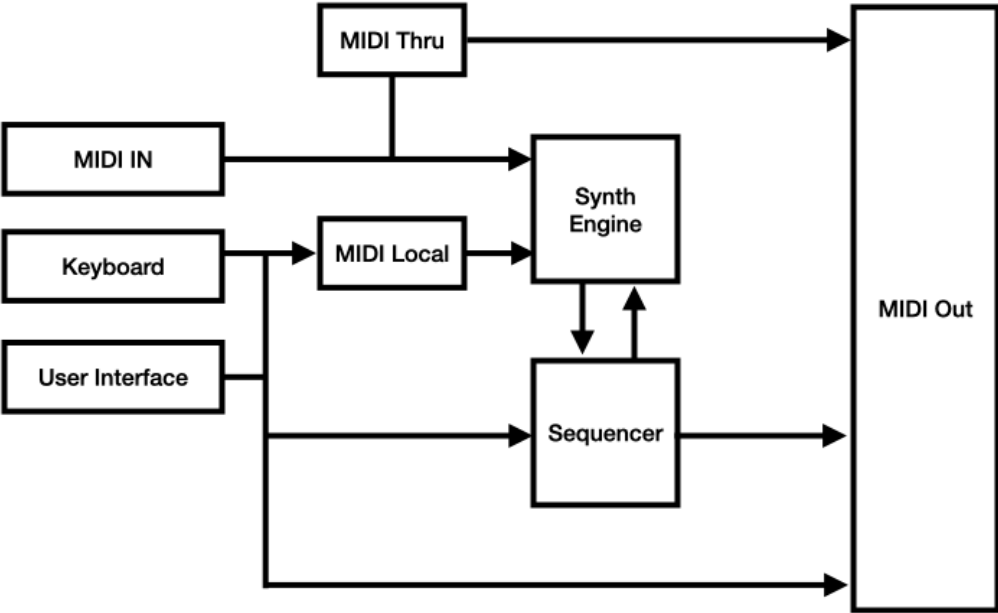 MIDI Thru
MIDI IN
Synth
Engine
Keyboard
MIDI Local
MIDI Out
User Interface
Sequencer